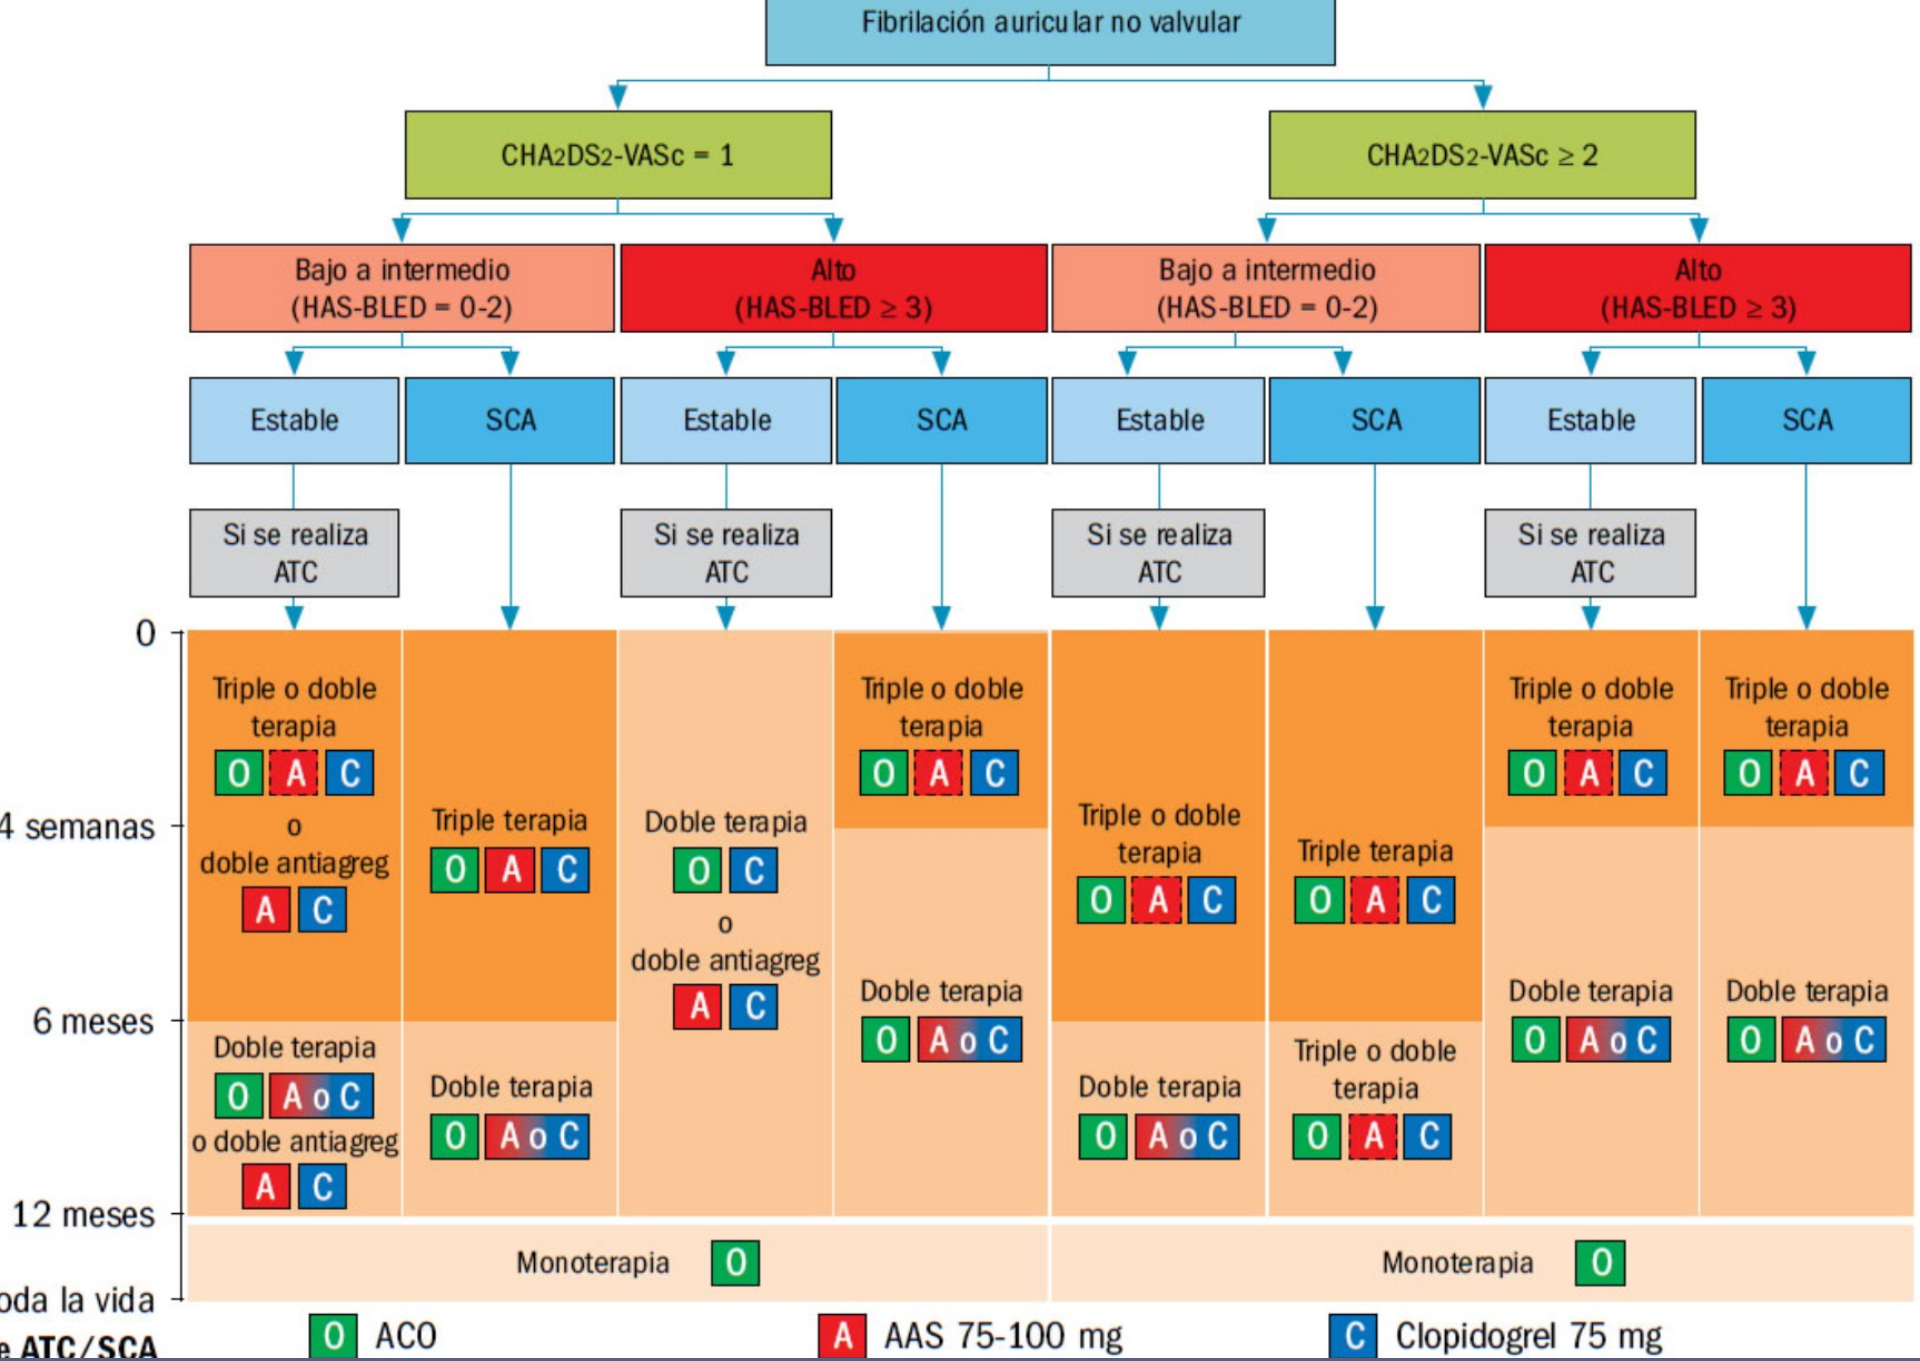 Fibrilación auricular no valvular
CHA2DS2-VASc = 1
CHA2DS2-VASc ≥ 2
Bajo a intermedio
(HAS-BLED = 0-2)
Alto
(HAS-BLED ≥ 3)
Bajo a intermedio
(HAS-BLED = 0-2)
Alto
(HAS-BLED ≥ 3)
Estable
SCA
Estable
SCA
Estable
SCA
Estable
SCA
Si se realiza
ATC
Si se realiza
ATC
Si se realiza
ATC
Si se realiza
ATC
0
4 semanas
6 meses
12 meses
oda la vida
e ATC/SCA
Triple o doble
terapia
O A C
o
doble antiagreg
A C
Doble terapia
O A o C
o doble antiagreg
A C
Triple terapia
O A C
Doble terapia
O A o C
Doble terapia
O C
o
doble antiagreg
A C
Triple o doble
terapia
O A C
Doble terapia
O A o C
Triple o doble
terapia
O A C
Doble terapia
O A o C
Triple terapia
O A C
Triple o doble
terapia
O A C
Triple o doble
terapia
O A C
Doble terapia
O A o C
Triple o doble
terapia
O A C
Doble terapia
O A o C
Monoterapia O
Monoterapia O
O ACO
A AAS 75-100 mg
C Clopidogrel 75 mg